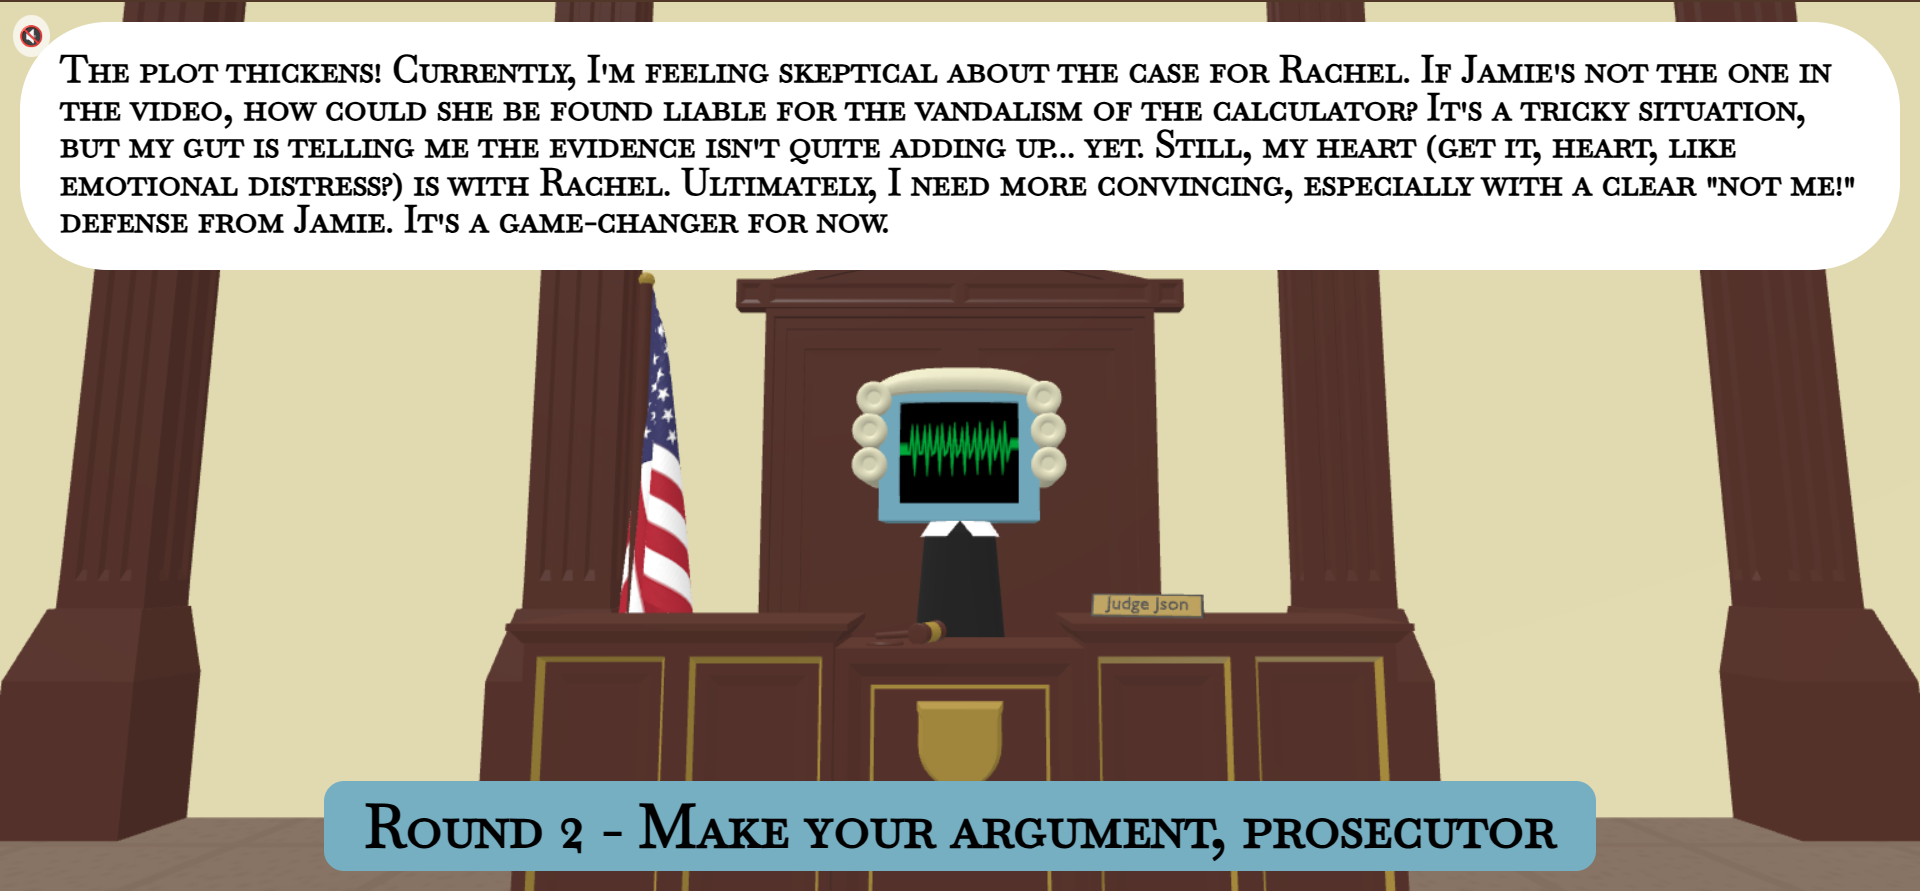 The plot thickens! Currently, I'm feeling skeptical about the case for Rachel. If Jamie's not the one in
the video, how could she be found liable for the vandalism of the calculator? It's a tricky situation,
but my gut is telling me the evidence isn't quite adding up... yet. Still, my heart (get it, heart, like
emotional distress?) is with Rachel. Ultimately, I need more convincing, especially with a clear "not me!"
defense from Jamie. It's a game-changer for now.
Judge Json
Round 2 - Make your argument, prosecutor